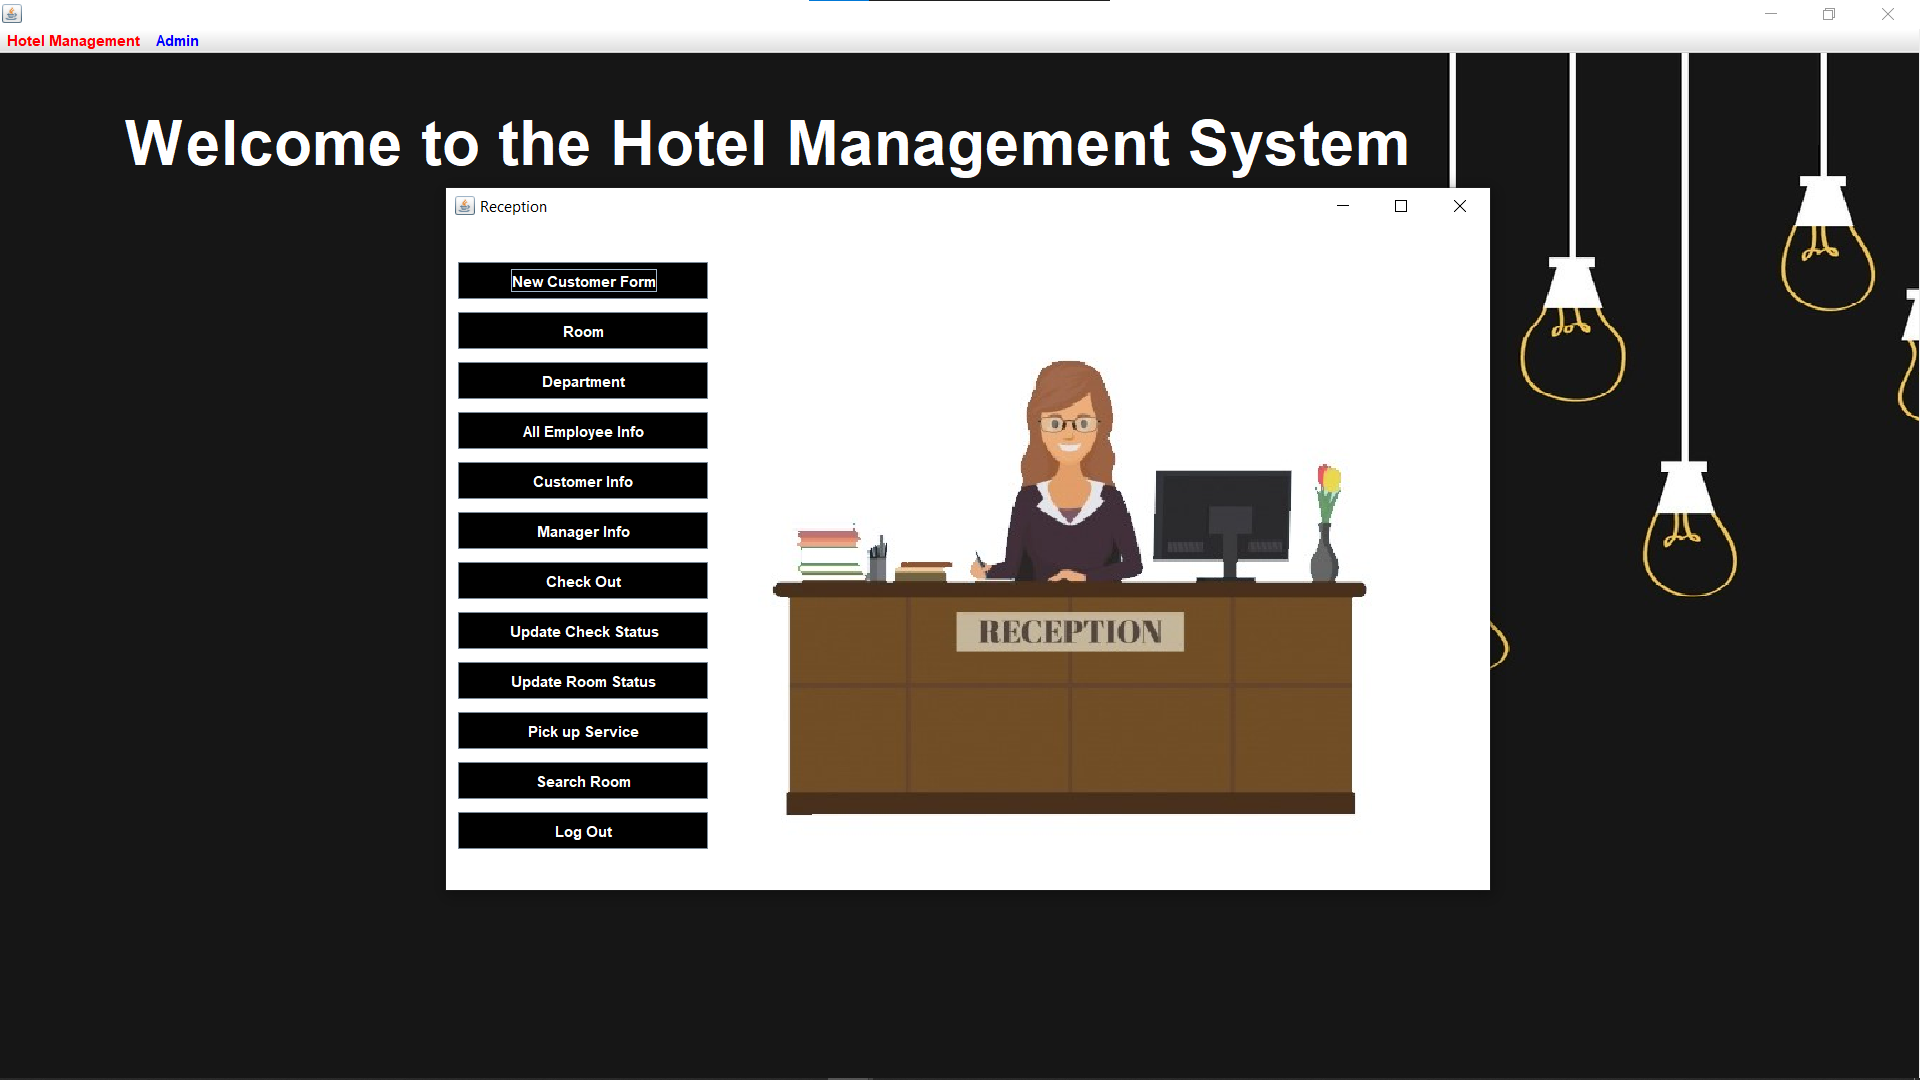 Hotel Management Admin
Welcome to the Hotel Management System
Reception
New Customer Form
Room
Department
All Employee Info
Customer Info
Manager Info
Check Out
Update Check Status
Update Room Status
Pick up Service
Search Room
Log Out
RECEPTION